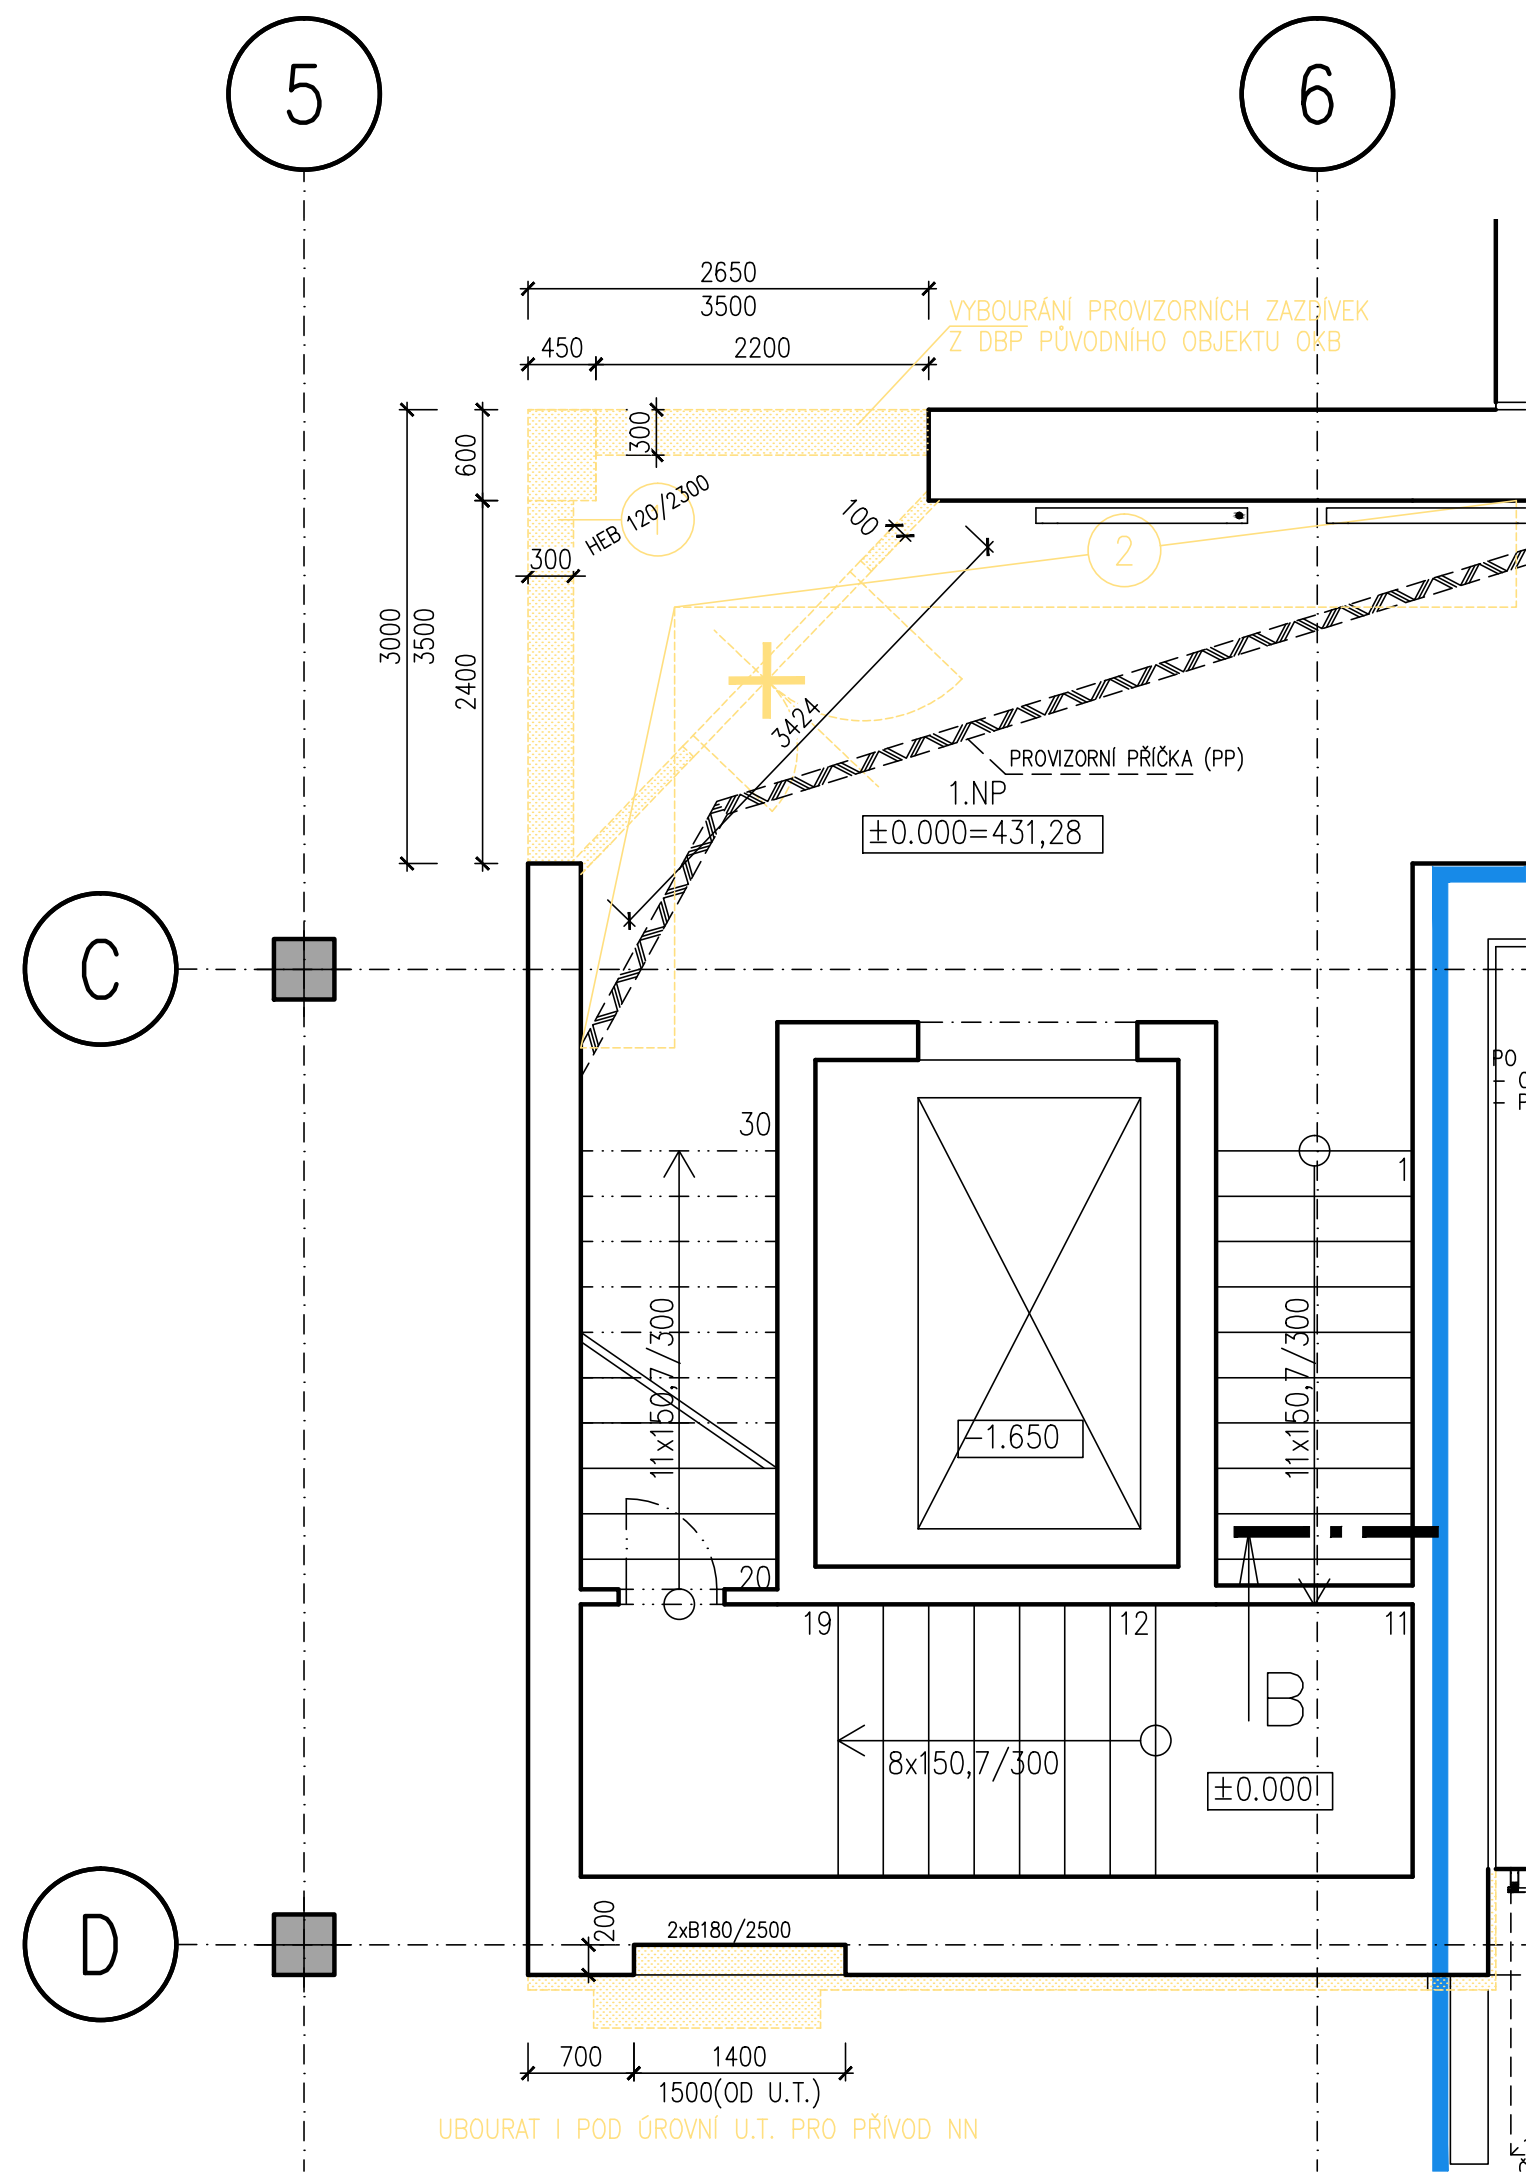 5
6
2650
3500
VYBOURÁNÍ PROVIZORNÍCH ZAZDÍVEK
Z DBP PŮVODNÍHO OBJEKTU OKB
450
2200
300
600
HEB 120/2300
100
300
2
3000
3500
2400
3424
PROVIZORNÍ PŘÍČKA (PP)
1.NP
±0.000=431,28
C
PO
30
1
11x150,7/300
11x150,7/300
-1.650
20
19
12
11
B
8x150,7/300
±0.000
D
200
2xB180/2500
700
1400
1500(OD U.T.)
UBOURAT I POD ÚROVNÍ U.T. PRO PŘÍVOD NN